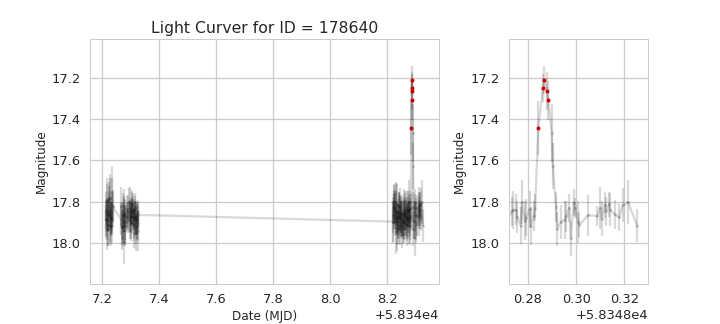 Light Curver for ID = 178640
Magnitude
17.2
17.4
17.6
17.8
18.0
7.2 7.4 7.6 7.8 8.0 8.2
Date (MJD)
+5.834e4
Magnitude
17.2
17.4
17.6
17.8
18.0
0.28 0.30 0.32
+5.8348e4